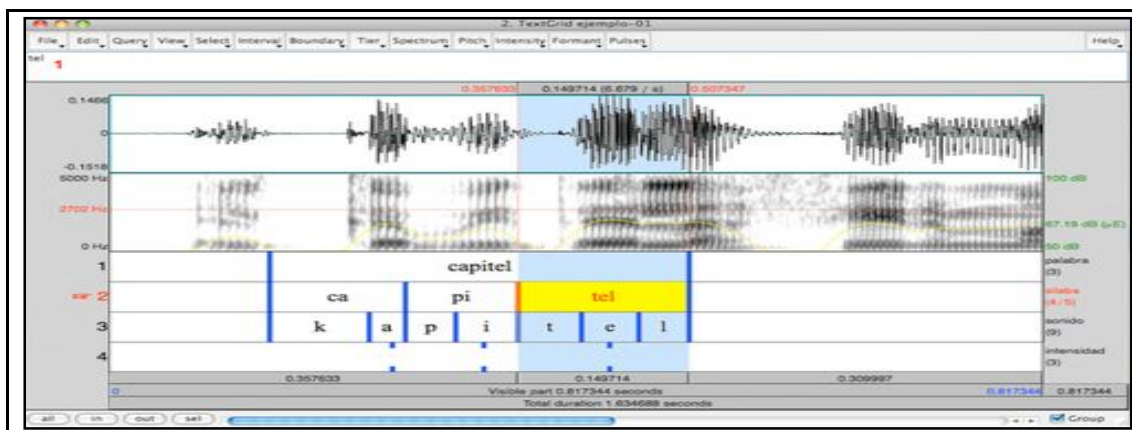 2. TextGrid ejemplo-01
File Edit Query View Select Interval Boundary Tier Spectrum Pitch Intensity Formant Pulses Help
tel 1
0.357633 0.149714 (6.679 / s) 0.507347
0.1466
0
-0.1518
5000 Hz 100 dB
2702 Hz
67.19 dB (µE)
0 Hz 50 dB
1 capitel palabra
(3)
2 ca pi tel sílaba
(4/5)
3 k a p i t e l sonido
(9)
4 intensidad
(3)
0.357633 0.149714 0.309997
0 Visible part 0.817344 seconds 0.817344 0.817344
Total duration 1.634688 seconds
all in out sel Group